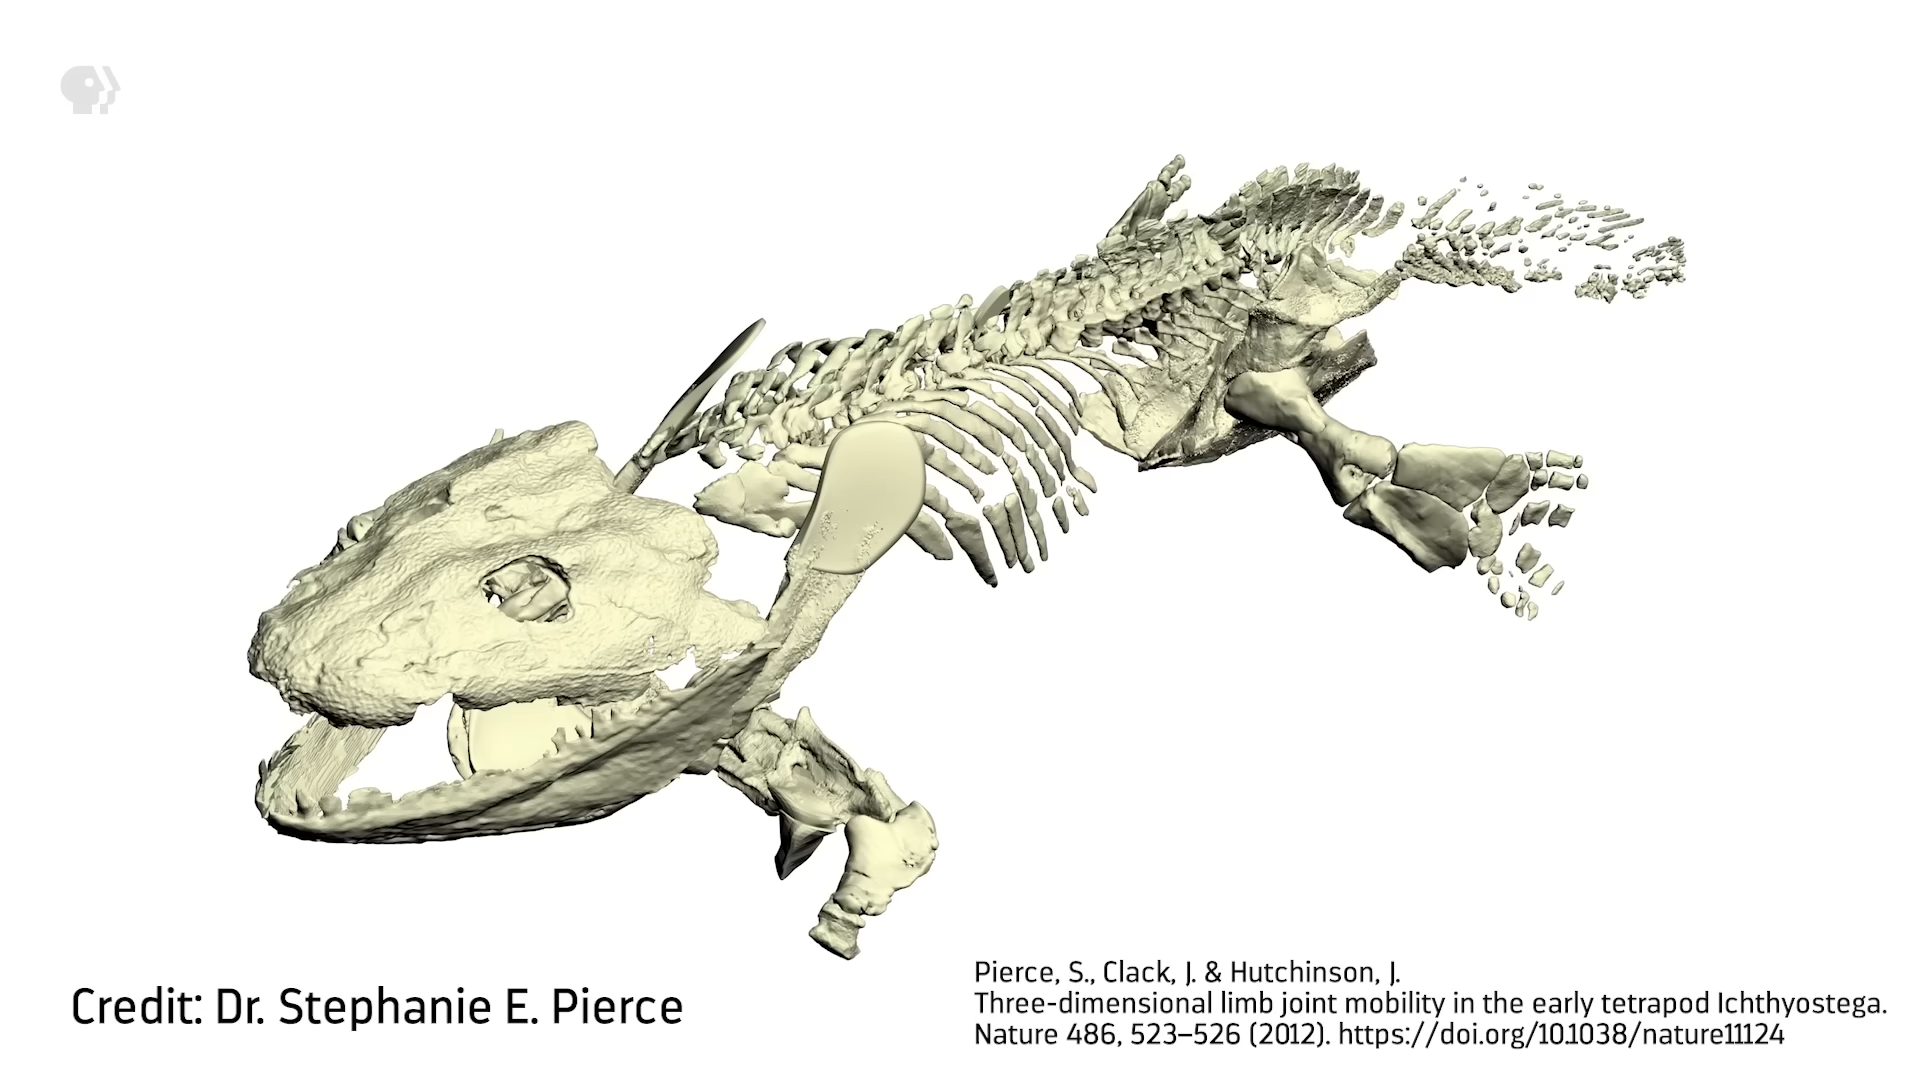 Credit: Dr. Stephanie E. Pierce
Pierce, S., Clack, J. & Hutchinson, J.
Three-dimensional limb joint mobility in the early tetrapod Ichthyostega.
Nature 486, 523–526 (2012). https://doi.org/10.1038/nature11124